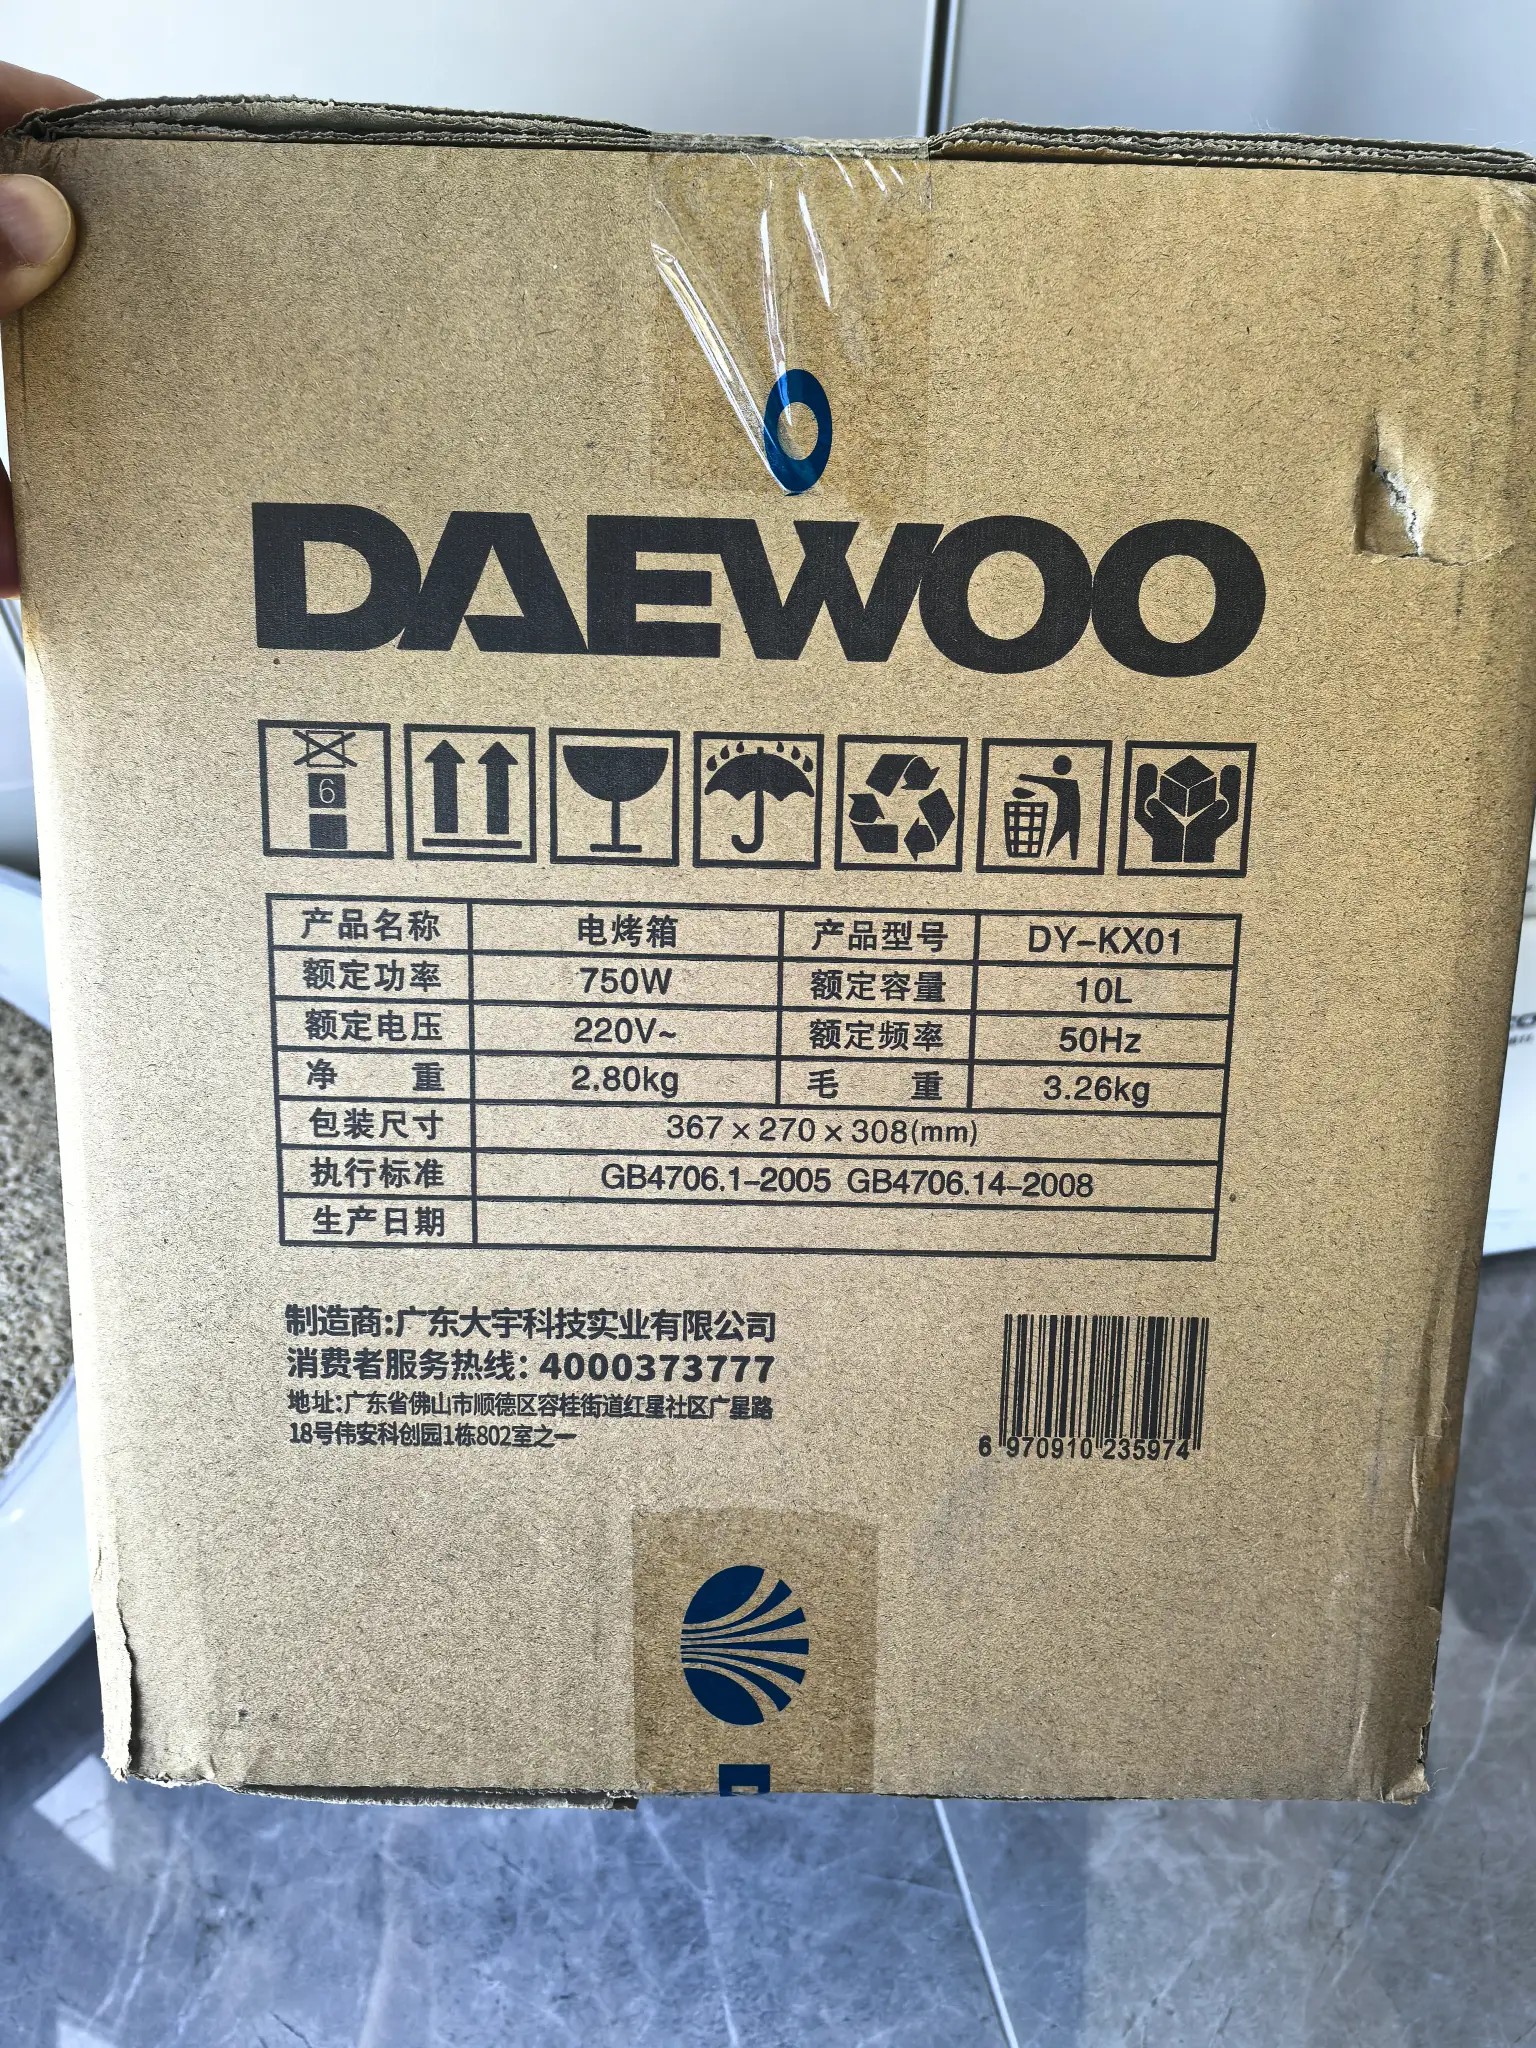 DAEWOO
6
产品名称 电烤箱 产品型号 DY-KX01
额定功率 750W 额定容量 10L
额定电压 220V~ 额定频率 50Hz
净 重 2.80kg 毛 重 3.26kg
包装尺寸 367×270×308(mm)
执行标准 GB4706.1-2005 GB4706.14-2008
生产日期
制造商:广东大宇科技实业有限公司
消费者服务热线: 4000373777
地址:广东省佛山市顺德区容桂街道红星社区广星路
18号伟安科创园1栋802室之一
6 970910 235974